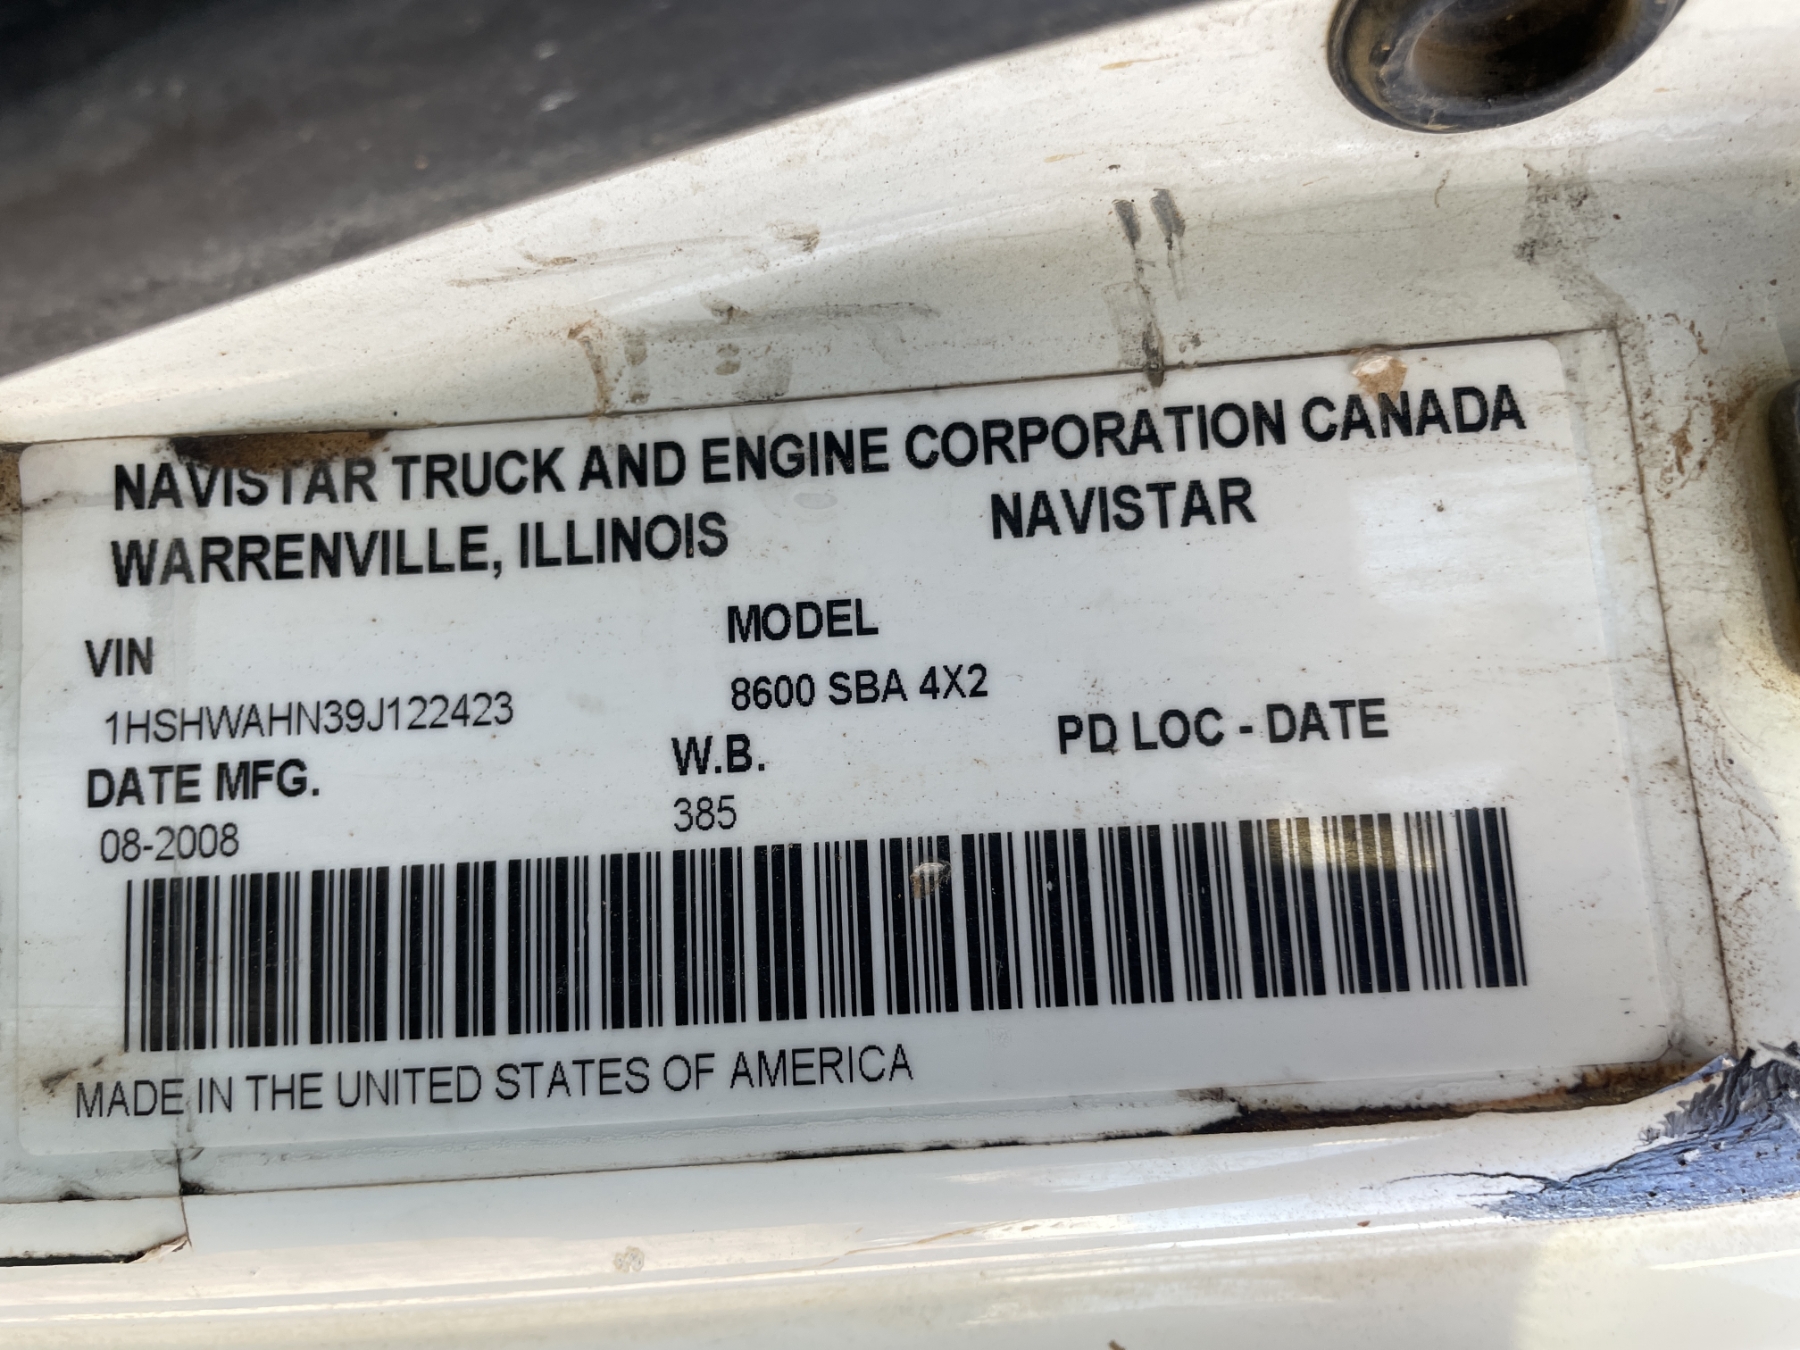 NAVISTAR TRUCK AND ENGINE CORPORATION CANADA
WARRENVILLE, ILLINOIS NAVISTAR
VIN MODEL
1HSHWAHN39J122423 8600 SBA 4X2
DATE MFG. W.B. PD LOC - DATE
08-2008 385
MADE IN THE UNITED STATES OF AMERICA